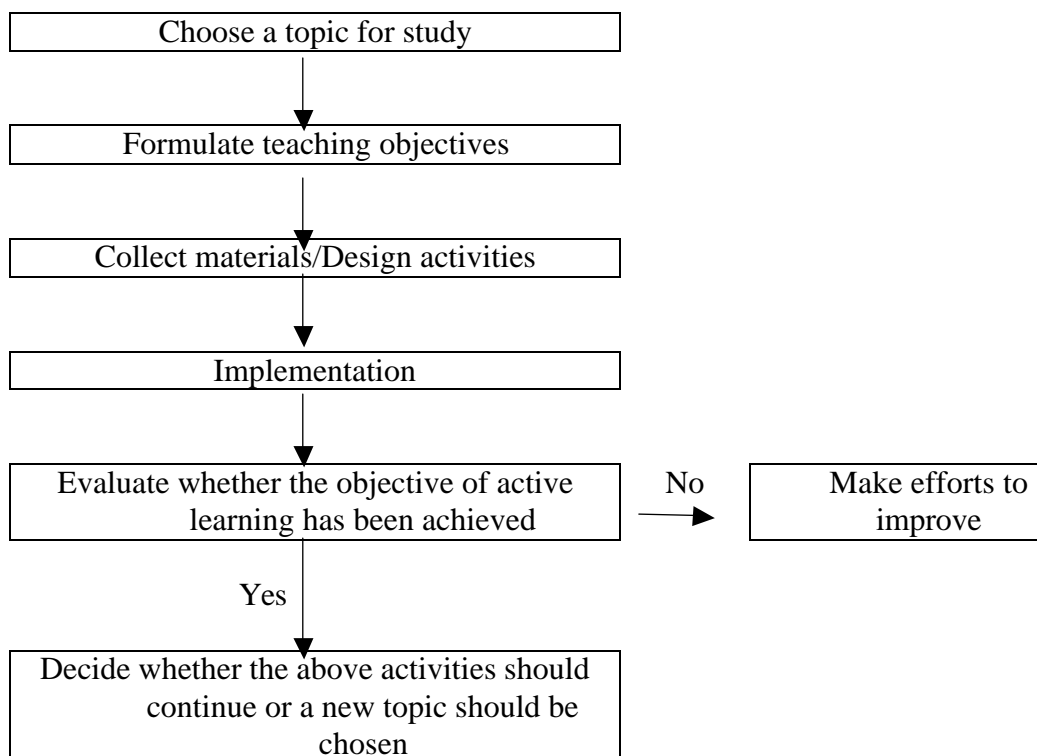 Choose a topic for study
Formulate teaching objectives
Collect materials/Design activities
Implementation
Evaluate whether the objective of active
learning has been achieved
No
Make efforts to
improve
Yes
Decide whether the above activities should
continue or a new topic should be
chosen